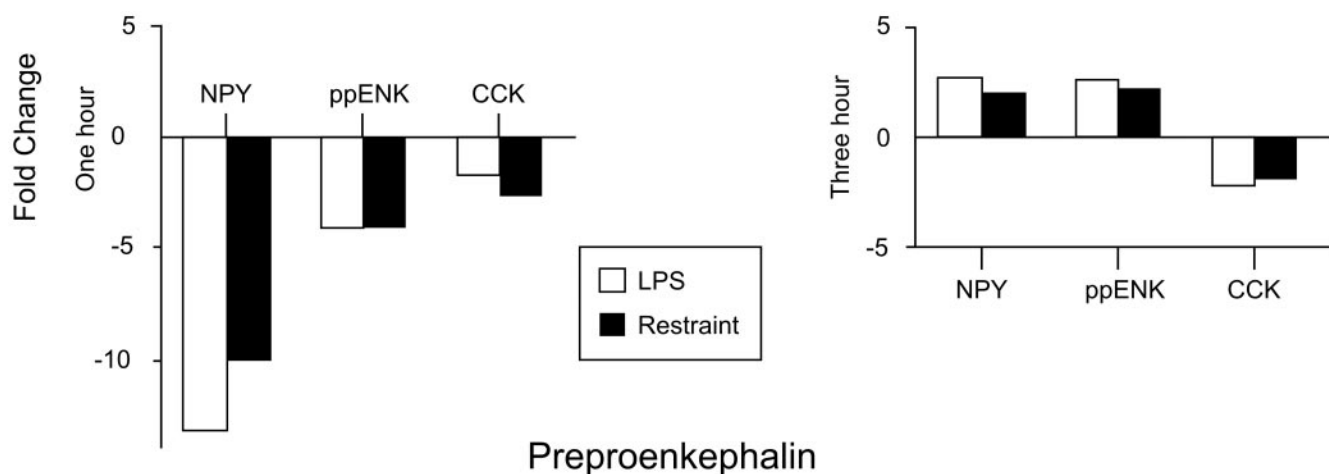 Fold Change
One hour
5
0
-5
-10
NPY ppENK CCK
LPS
Restraint
Three hour
5
0
-5
NPY ppENK CCK
Preproenkephalin